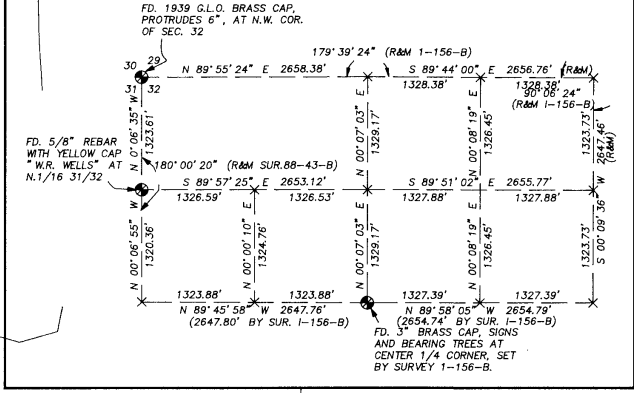 FD. 1939 G.L.O. BRASS CAP,
PROTRUDES 6", AT N.W. COR.
OF SEC. 32
179°39'24" (R&M 1-156-B)
30 29
31 32
N 89°55'24" E 2658.38'
S 89°44'00" E 2656.76' (R&M)
1328.38' 1328.38'
90°06'24"
(R&M I-156-B)
N 0°06'35" W
1323.61'
N 00°07'03" E
1329.17'
N 00°08'19" E
1326.45'
1323.73'
2647.46'
(R&M)
FD. 5/8" REBAR
WITH YELLOW CAP
"W.R. WELLS" AT
N.1/16 31/32
180°00'20" (R&M SUR.88-43-B)
S 89°57'25" E 2653.12'
1326.59' 1326.53'
S 89°51'02" E 2655.77'
1327.88' 1327.88'
N 00°06'55" W
1320.36'
N 00°00'10" E
1324.76'
N 00°07'03" E
1329.17'
N 00°08'19" E
1326.45'
S 00°09'36" W
1323.73'
1323.88' 1323.88'
N 89°45'58" W 2647.76'
(2647.80' BY SUR. I-156-B)
1327.39' 1327.39'
N 89°58'05" W 2654.79'
(2654.74' BY SUR. I-156-B)
FD. 3" BRASS CAP, SIGNS
AND BEARING TREES AT
CENTER 1/4 CORNER, SET
BY SURVEY 1-156-B.